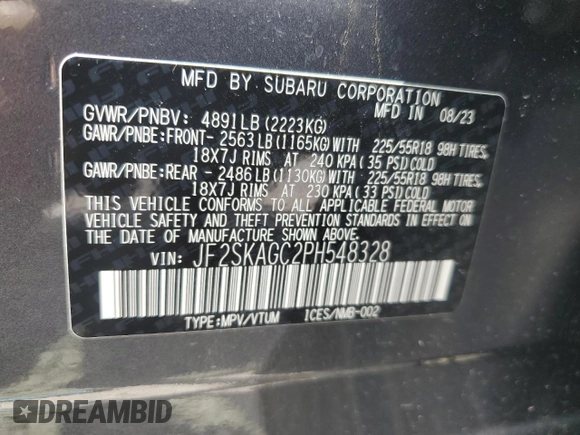 MFD BY SUBARU CORPORATION
GVWR/PNBV: 4891LB (2223KG) MFD IN 08/23
GAWR/PNBE:FRONT- 2563LB (1165KG) WITH 225/55R18 98H TIRES,
18X7J RIMS AT 240 KPA (35 PSI) COLD
GAWR/PNBE:REAR - 2486LB (1130KG) WITH 225/55R18 98H TIRES,
18X7J RIMS AT 230 KPA (33 PSI) COLD
THIS VEHICLE CONFORMS TO ALL APPLICABLE FEDERAL MOTOR
VEHICLE SAFETY AND THEFT PREVENTION STANDARDS IN EFFECT ON
THE DATE OF MANUFACTURE SHOWN ABOVE.
VIN: JF2SKAGC2PH548328
TYPE:MPV/VTUM ICES/NMB-002
DREAMBID